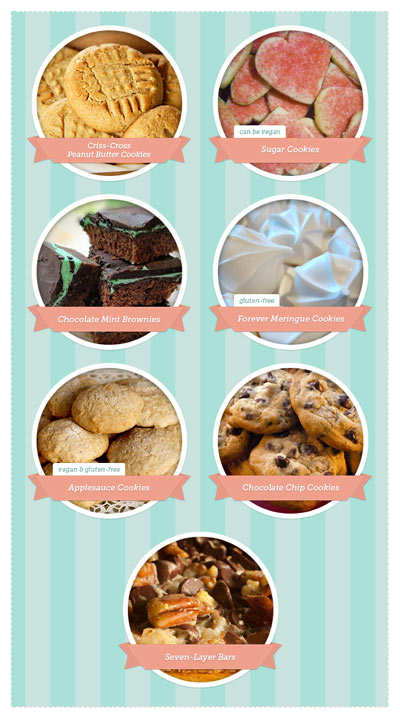 Criss-Cross
Peanut Butter Cookies
can be vegan
Sugar Cookies
Chocolate Mint Brownies
gluten-free
Forever Meringue Cookies
vegan & gluten-free
Applesauce Cookies
Chocolate Chip Cookies
Seven-Layer Bars